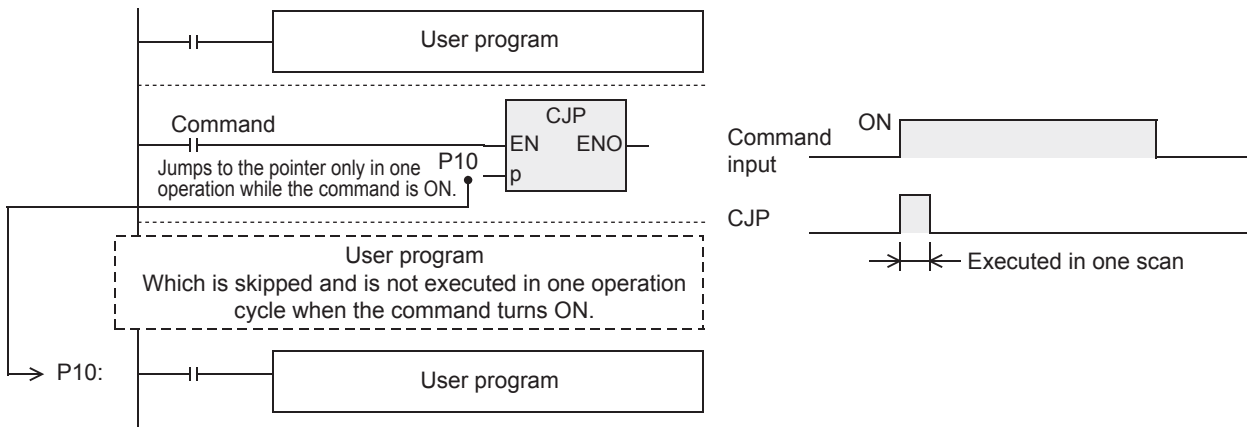 User program
Command
CJP
EN ENO
Jumps to the pointer only in one
operation while the command is ON.
P10
p
User program
Which is skipped and is not executed in one operation
cycle when the command turns ON.
P10:
User program
Command
input
ON
CJP
Executed in one scan